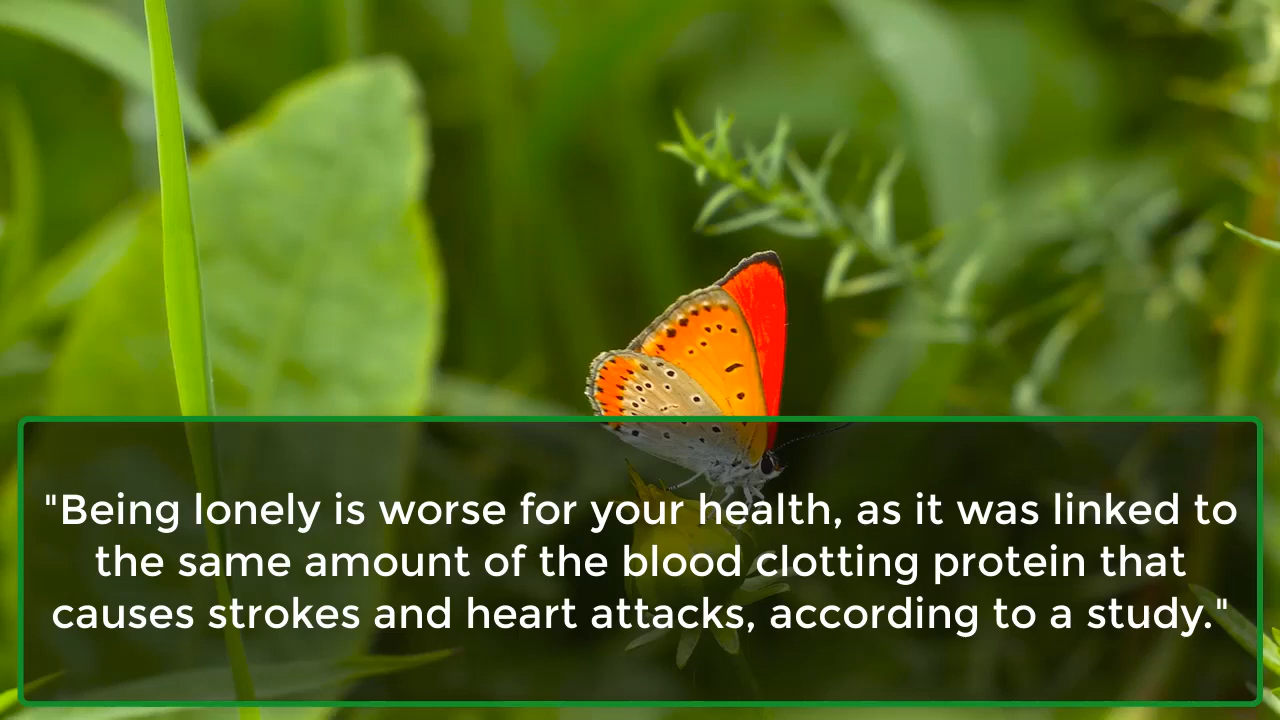 "Being lonely is worse for your health, as it was linked to
the same amount of the blood clotting protein that
causes strokes and heart attacks, according to a study."